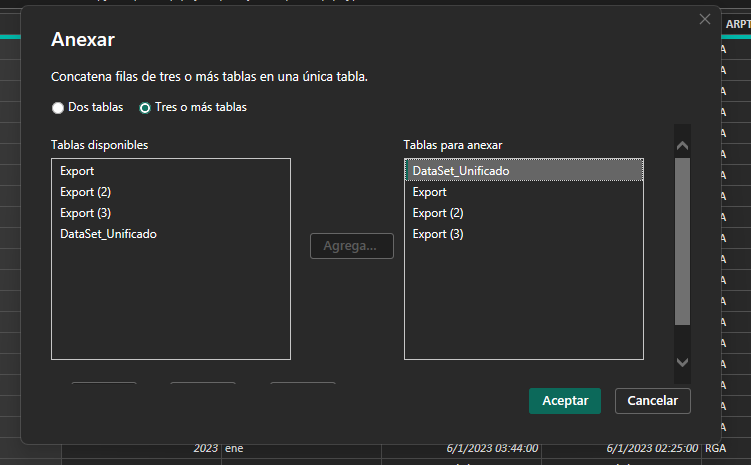 ARPT
Anexar
Concatena filas de tres o más tablas en una única tabla.
Dos tablas
Tres o más tablas
Tablas disponibles
Export
Export (2)
Export (3)
DataSet_Unificado
Agrega...
Tablas para anexar
DataSet_Unificado
Export
Export (2)
Export (3)
Aceptar
Cancelar
2023 ene 6/1/2023 03:44:00 6/1/2023 02:25:00 RGA